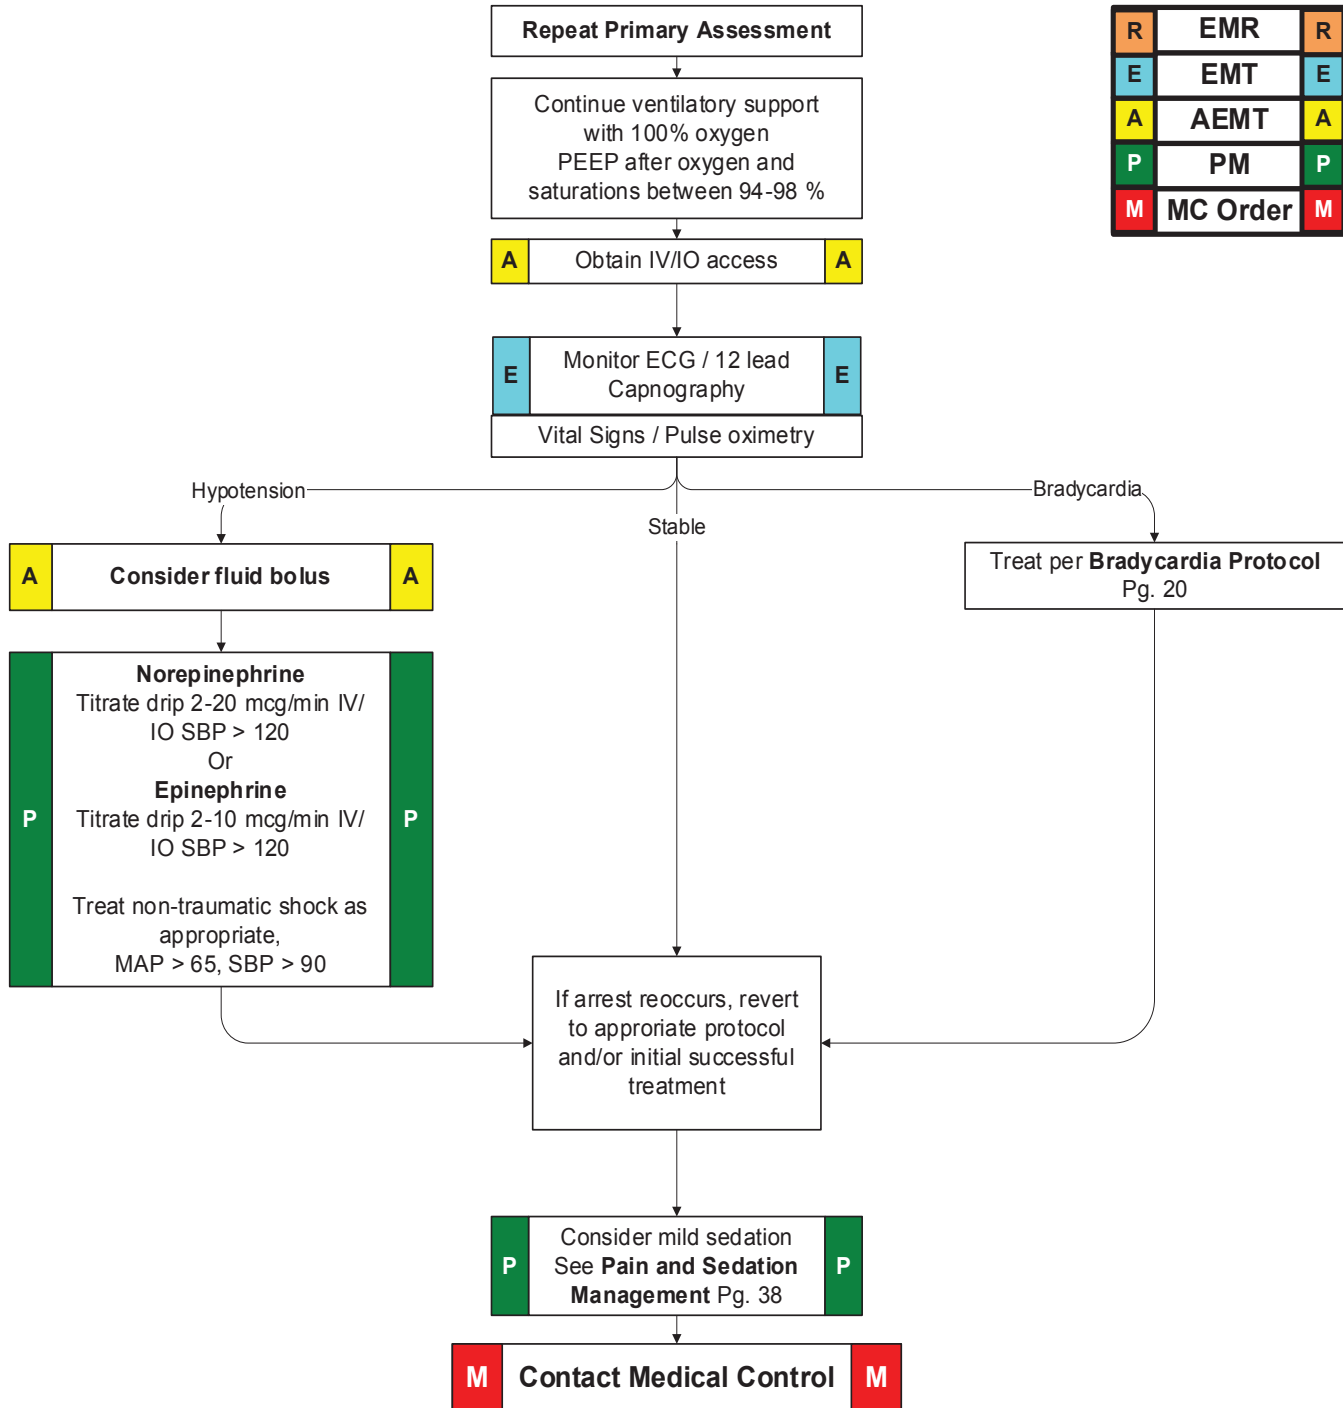 Repeat Primary Assessment
R EMR R
E EMT E
A AEMT A
P PM P
M MC Order M
Continue ventilatory support
with 100% oxygen
PEEP after oxygen and
saturations between 94-98 %
A Obtain IV/IO access A
E Monitor ECG / 12 lead E
Capnography
Vital Signs / Pulse oximetry
Hypotension
Stable
Bradycardia
A Consider fluid bolus A
Treat per Bradycardia Protocol
Pg. 20
Norepinephrine
Titrate drip 2-20 mcg/min IV/
IO SBP > 120
Or
Epinephrine
P Titrate drip 2-10 mcg/min IV/ P
IO SBP > 120
Treat non-traumatic shock as
appropriate,
MAP > 65, SBP > 90
If arrest reoccurs, revert
to approriate protocol
and/or initial successful
treatment
Consider mild sedation
P See Pain and Sedation P
Management Pg. 38
M Contact Medical Control M